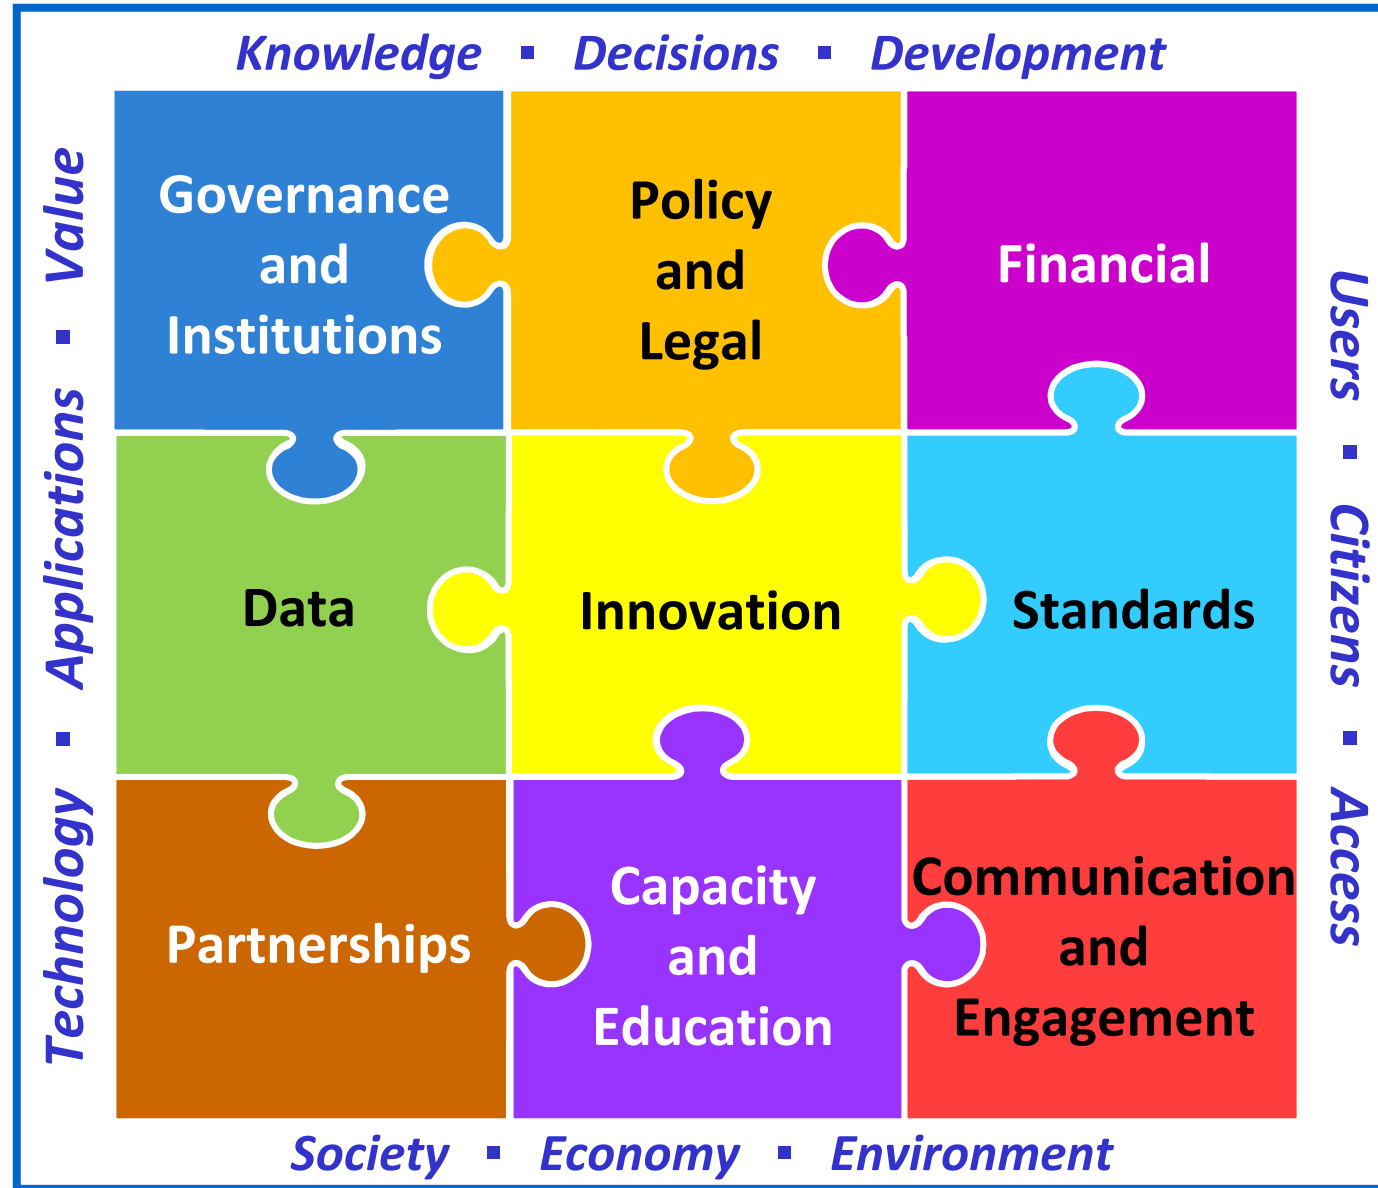 Knowledge ▪ Decisions ▪ Development
Technology ▪ Applications ▪ Value
Governance
and
Institutions
Policy
and
Legal
Financial
Users ▪ Citizens ▪ Access
Data
Innovation
Standards
Partnerships
Capacity
and
Education
Communication
and
Engagement
Society ▪ Economy ▪ Environment